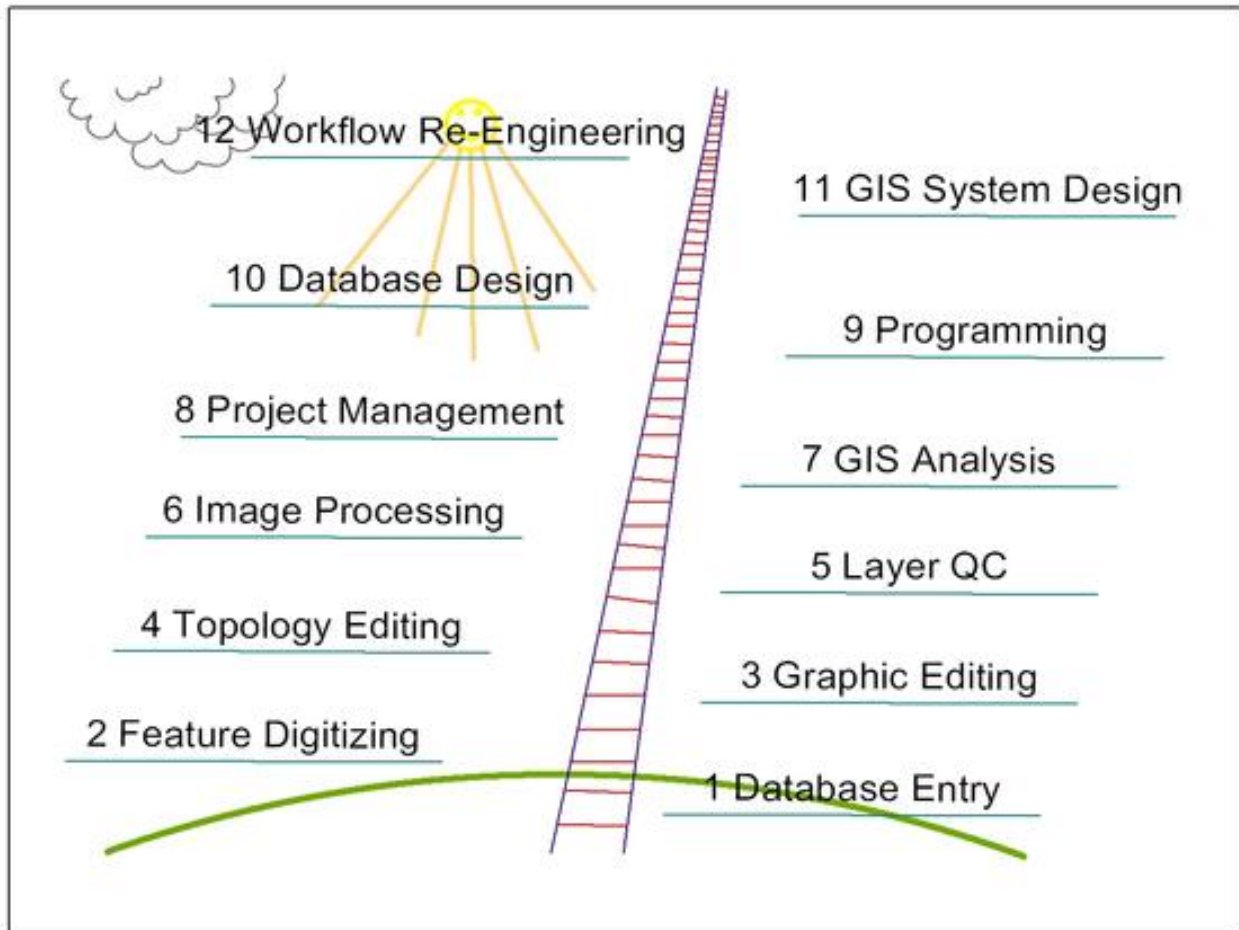 12 Workflow Re-Engineering
11 GIS System Design
10 Database Design
9 Programming
8 Project Management
7 GIS Analysis
6 Image Processing
5 Layer QC
4 Topology Editing
3 Graphic Editing
2 Feature Digitizing
1 Database Entry